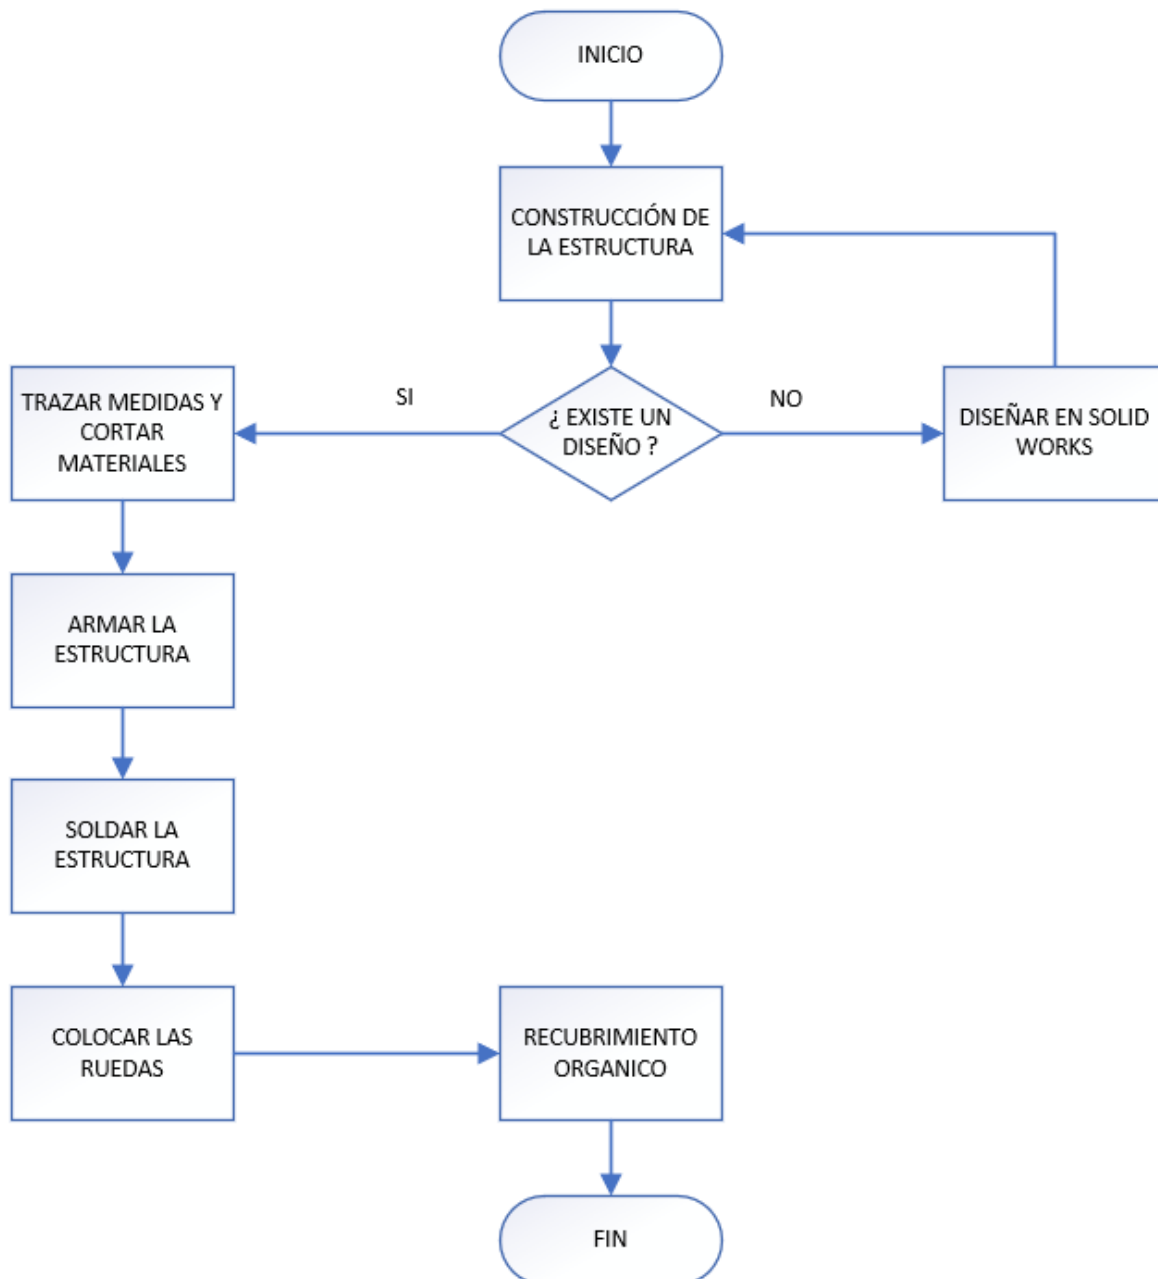 INICIO
CONSTRUCCIÓN DE
LA ESTRUCTURA
¿ EXISTE UN
DISEÑO ?
SI
NO
TRAZAR MEDIDAS Y
CORTAR
MATERIALES
DISEÑAR EN SOLID
WORKS
ARMAR LA
ESTRUCTURA
SOLDAR LA
ESTRUCTURA
COLOCAR LAS
RUEDAS
RECUBRIMIENTO
ORGANICO
FIN